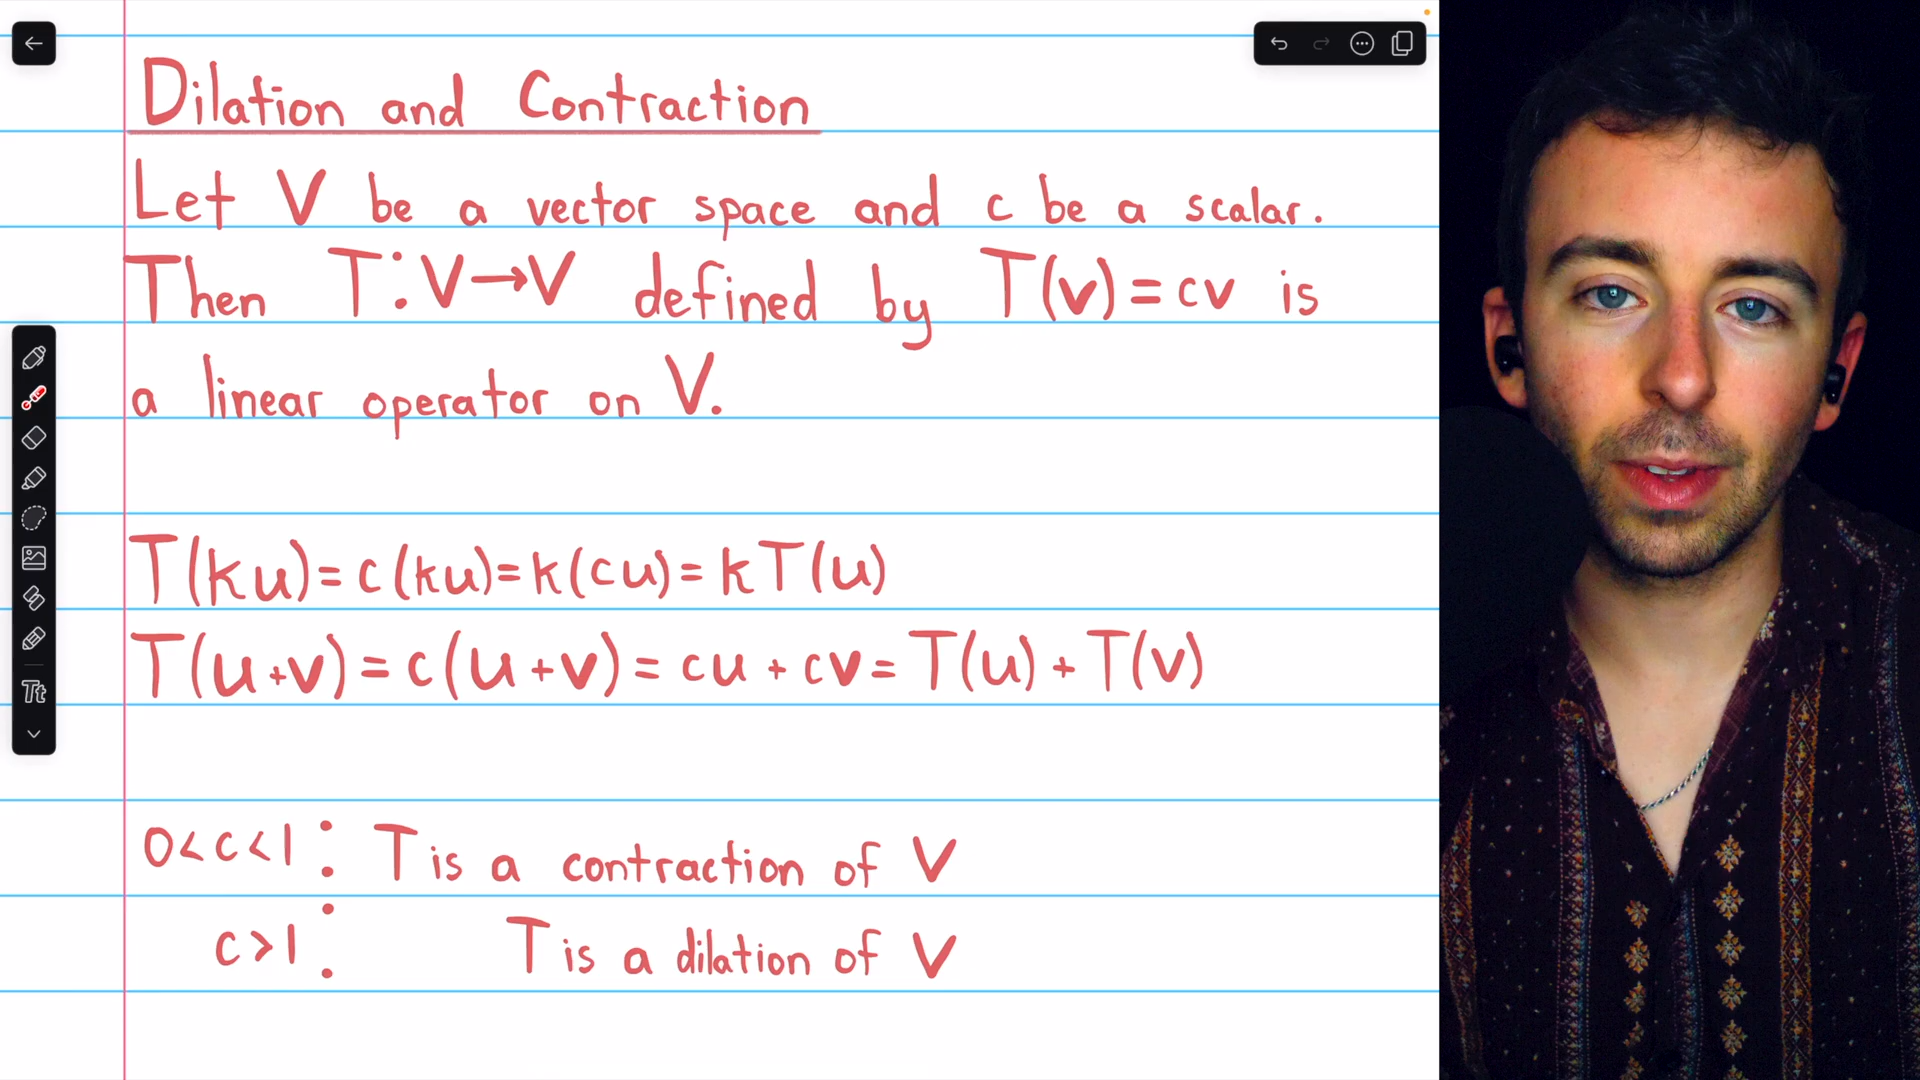 Dilation and Contraction
Let V be a vector space and c be a scalar.
Then T:V→V defined by T(v)=cv is
a linear operator on V.
T(ku)=c(ku)=k(cu)=kT(u)
T(u+v)=c(u+v)=cu+cv=T(u)+T(v)
0<c<1: T is a contraction of V
c>1: T is a dilation of V
Tt